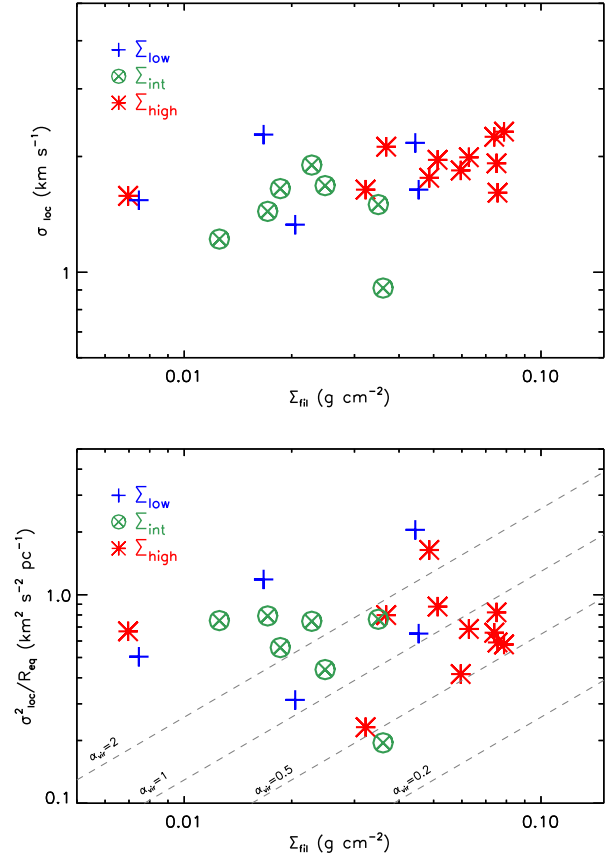 Σlow
Σint
Σhigh
σ loc (km s⁻¹)
1
0.01 0.10
Σfil (g cm⁻²)
Σlow
Σint
Σhigh
σ²loc/Req (km² s⁻² pc⁻¹)
1.0
0.1
αvir=2
αvir=1
αvir=0.5
αvir=0.2
0.01 0.10
Σfil (g cm⁻²)